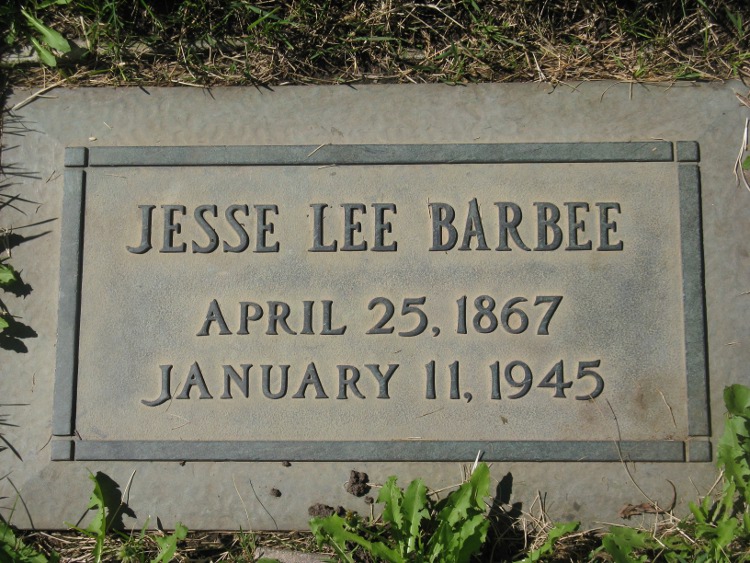 JESSE LEE BARBEE
APRIL 25, 1867
JANUARY 11, 1945